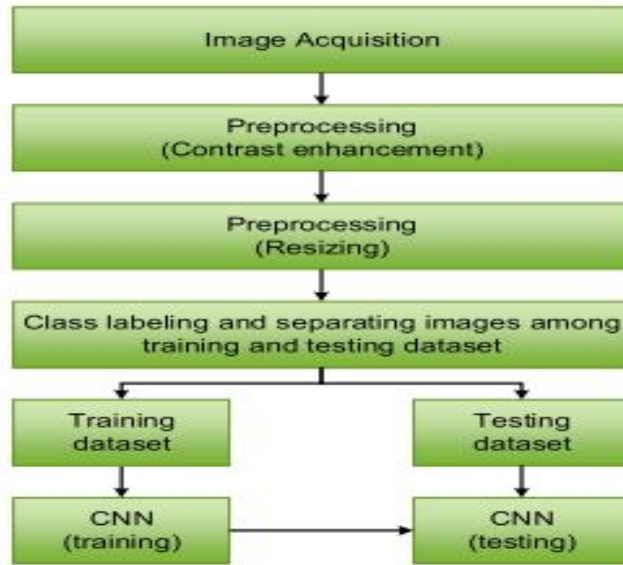 Image Acquisition
Preprocessing
(Contrast enhancement)
Preprocessing
(Resizing)
Class labeling and separating images among
training and testing dataset
Training
dataset
Testing
dataset
CNN
(training)
CNN
(testing)